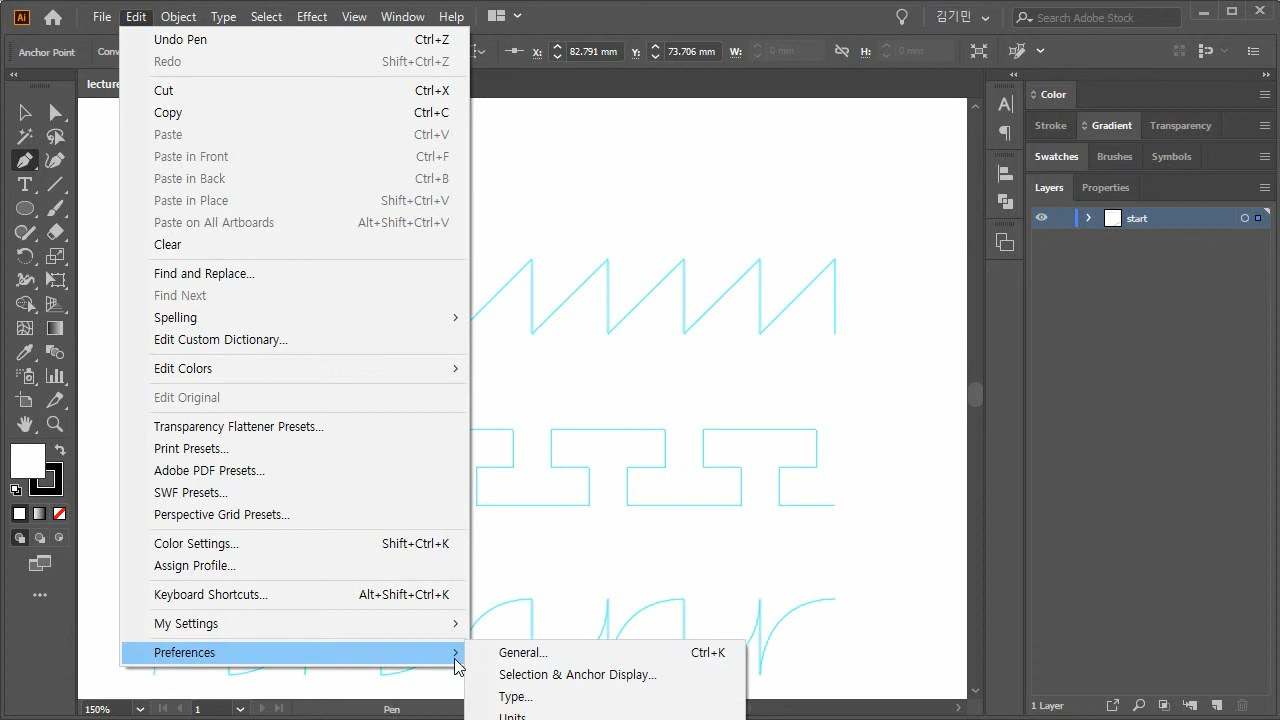 Ai File Edit Object Type Select Effect View Window Help 김기민 Search Adobe Stock
Anchor Point X: 82.791 mm Y: 73.706 mm W: 0 mm H: 0 mm
Undo Pen Ctrl+Z
Redo Shift+Ctrl+Z
Cut Ctrl+X
Copy Ctrl+C
Paste Ctrl+V
Paste in Front Ctrl+F
Paste in Back Ctrl+B
Paste in Place Shift+Ctrl+V
Paste on All Artboards Alt+Shift+Ctrl+V
Clear
Find and Replace...
Find Next
Spelling
Edit Custom Dictionary...
Edit Colors
Edit Original
Transparency Flattener Presets...
Print Presets...
Adobe PDF Presets...
SWF Presets...
Perspective Grid Presets...
Color Settings... Shift+Ctrl+K
Assign Profile...
Keyboard Shortcuts... Alt+Shift+Ctrl+K
My Settings
Preferences
General... Ctrl+K
Selection & Anchor Display...
Type...
Units
Color
Stroke Gradient Transparency
Swatches Brushes Symbols
Layers Properties
start
150% 1 Pen
1 Layer